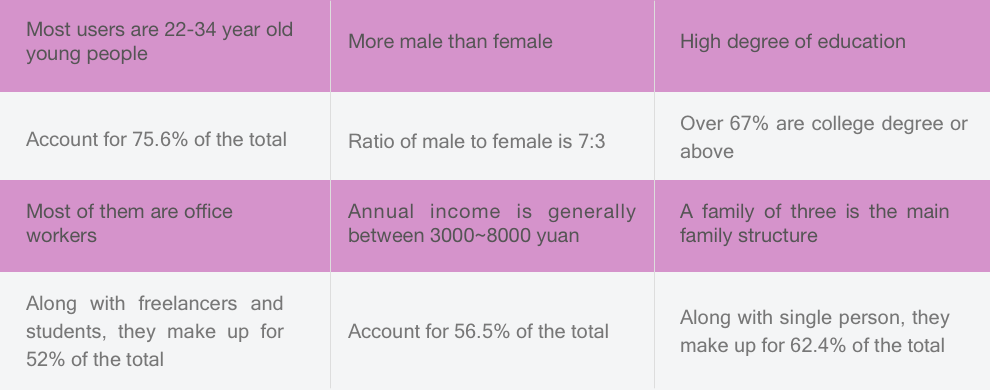 Most users are 22-34 year old
young people
More male than female
High degree of education
Account for 75.6% of the total
Ratio of male to female is 7:3
Over 67% are college degree or
above
Most of them are office
workers
Annual income is generally
between 3000~8000 yuan
A family of three is the main
family structure
Along with freelancers and
students, they make up for
52% of the total
Account for 56.5% of the total
Along with single person, they
make up for 62.4% of the total